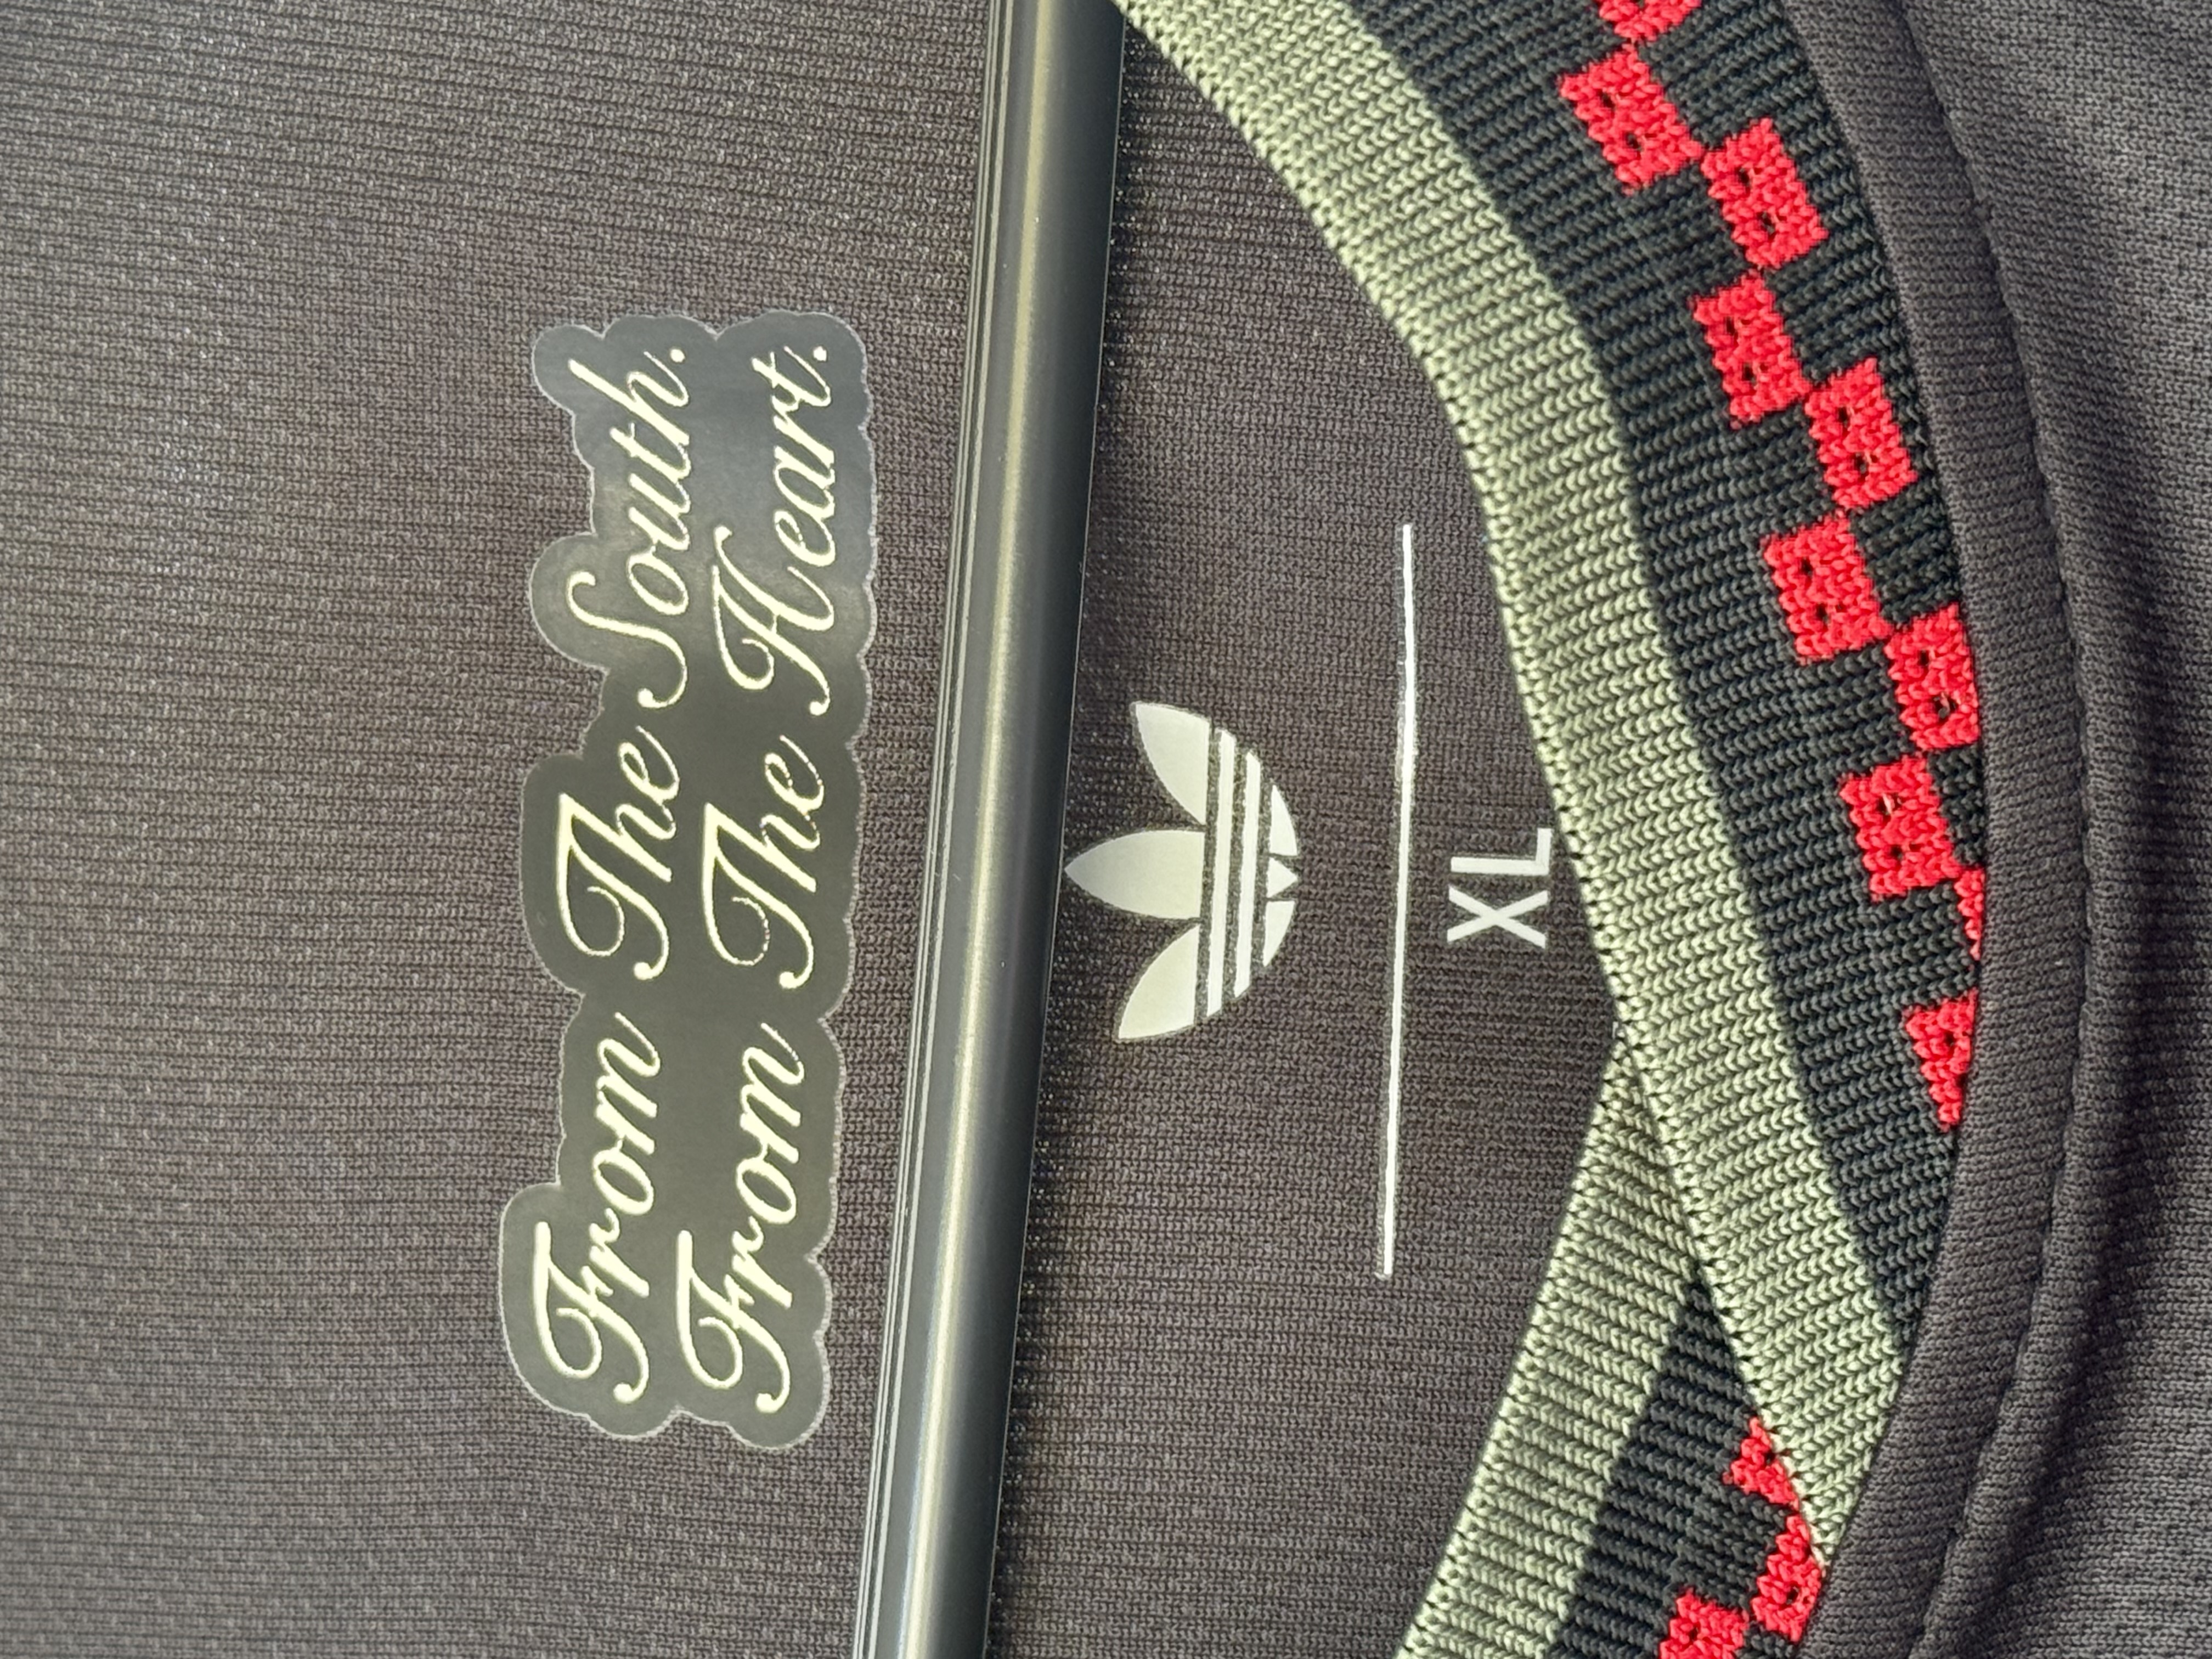 From The South.
From The Heart.
XL